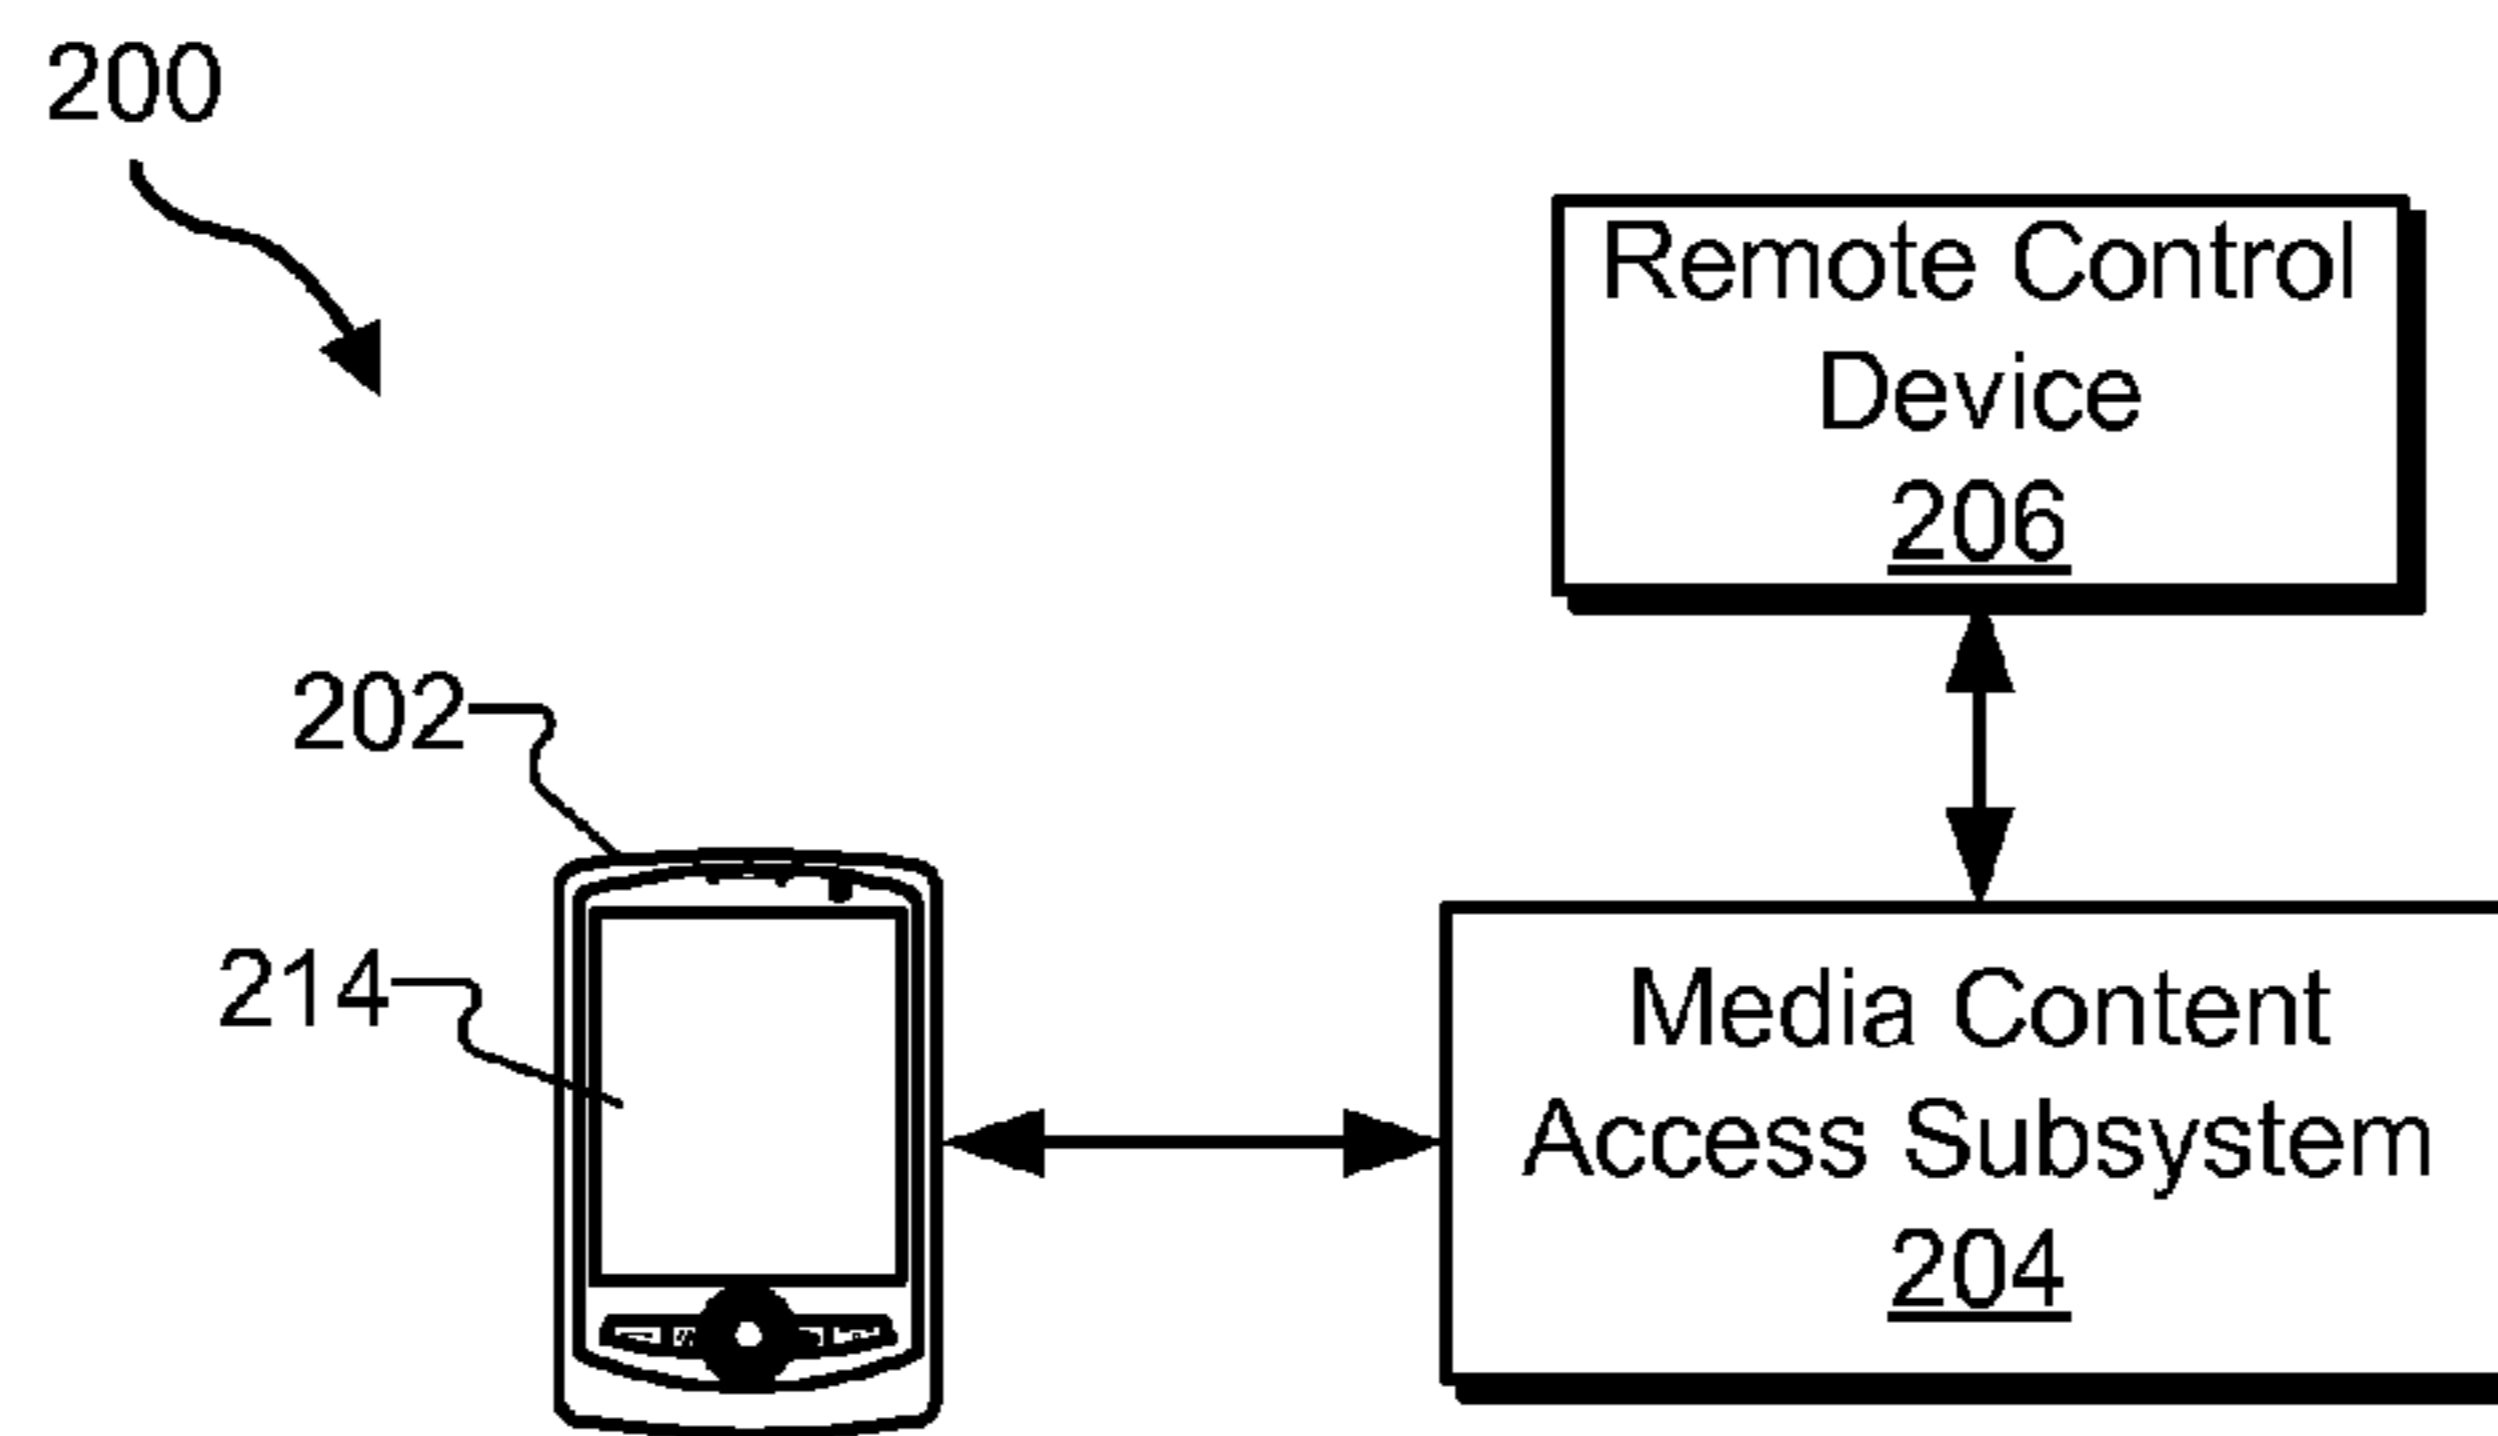 200
Remote Control
Device
206
202
214
Media Content
Access Subsystem
204